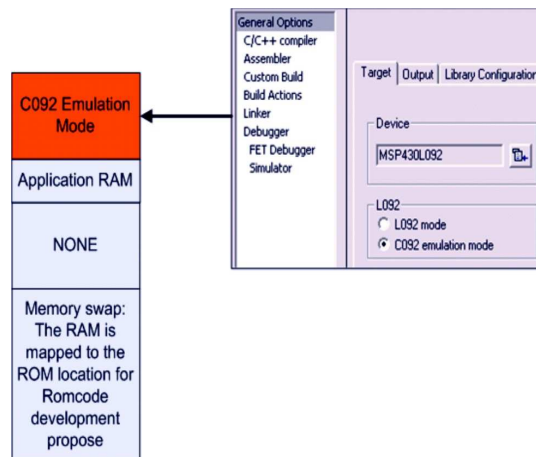 C092 Emulation
Mode
Application RAM
NONE
Memory swap:
The RAM is
mapped to the
ROM location for
Romcode
development
propose
General Options
C/C++ compiler
Assembler
Custom Build
Build Actions
Linker
Debugger
FET Debugger
Simulator
Target Output Library Configuration
Device
MSP430L092
L092
L092 mode
C092 emulation mode